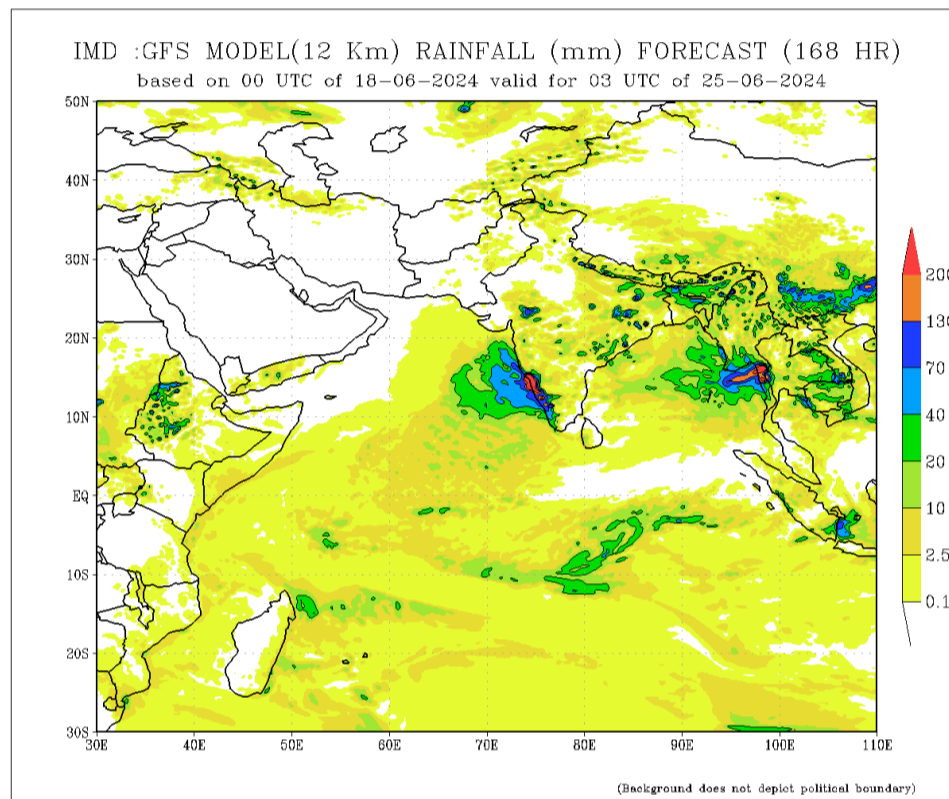 IMD :GFS MODEL(12 Km) RAINFALL (mm) FORECAST (168 HR)
based on 00 UTC of 18-06-2024 valid for 03 UTC of 25-06-2024
50N
40N
30N
20N
10N
EQ
10S
20S
30S
30E 40E 50E 60E 70E 80E 90E 100E 110E
200
130
70
40
20
10
2.5
0.1
(Background does not depict political boundary)